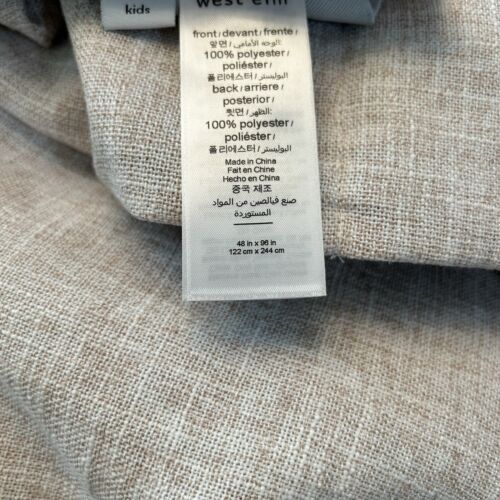 kids
west elm
front / devant / frente /
앞면 / الوجه الأمامي:
100% polyester /
poliéster /
폴리에스터 / البوليستر
back / arriere /
posterior /
뒷면 / الظهر:
100% polyester /
poliéster /
폴리에스터 / البوليستر
Made in China
Fait en Chine
Hecho en China
중국 제조
صنع في الصين من المواد
المستوردة
48 in x 96 in
122 cm x 244 cm